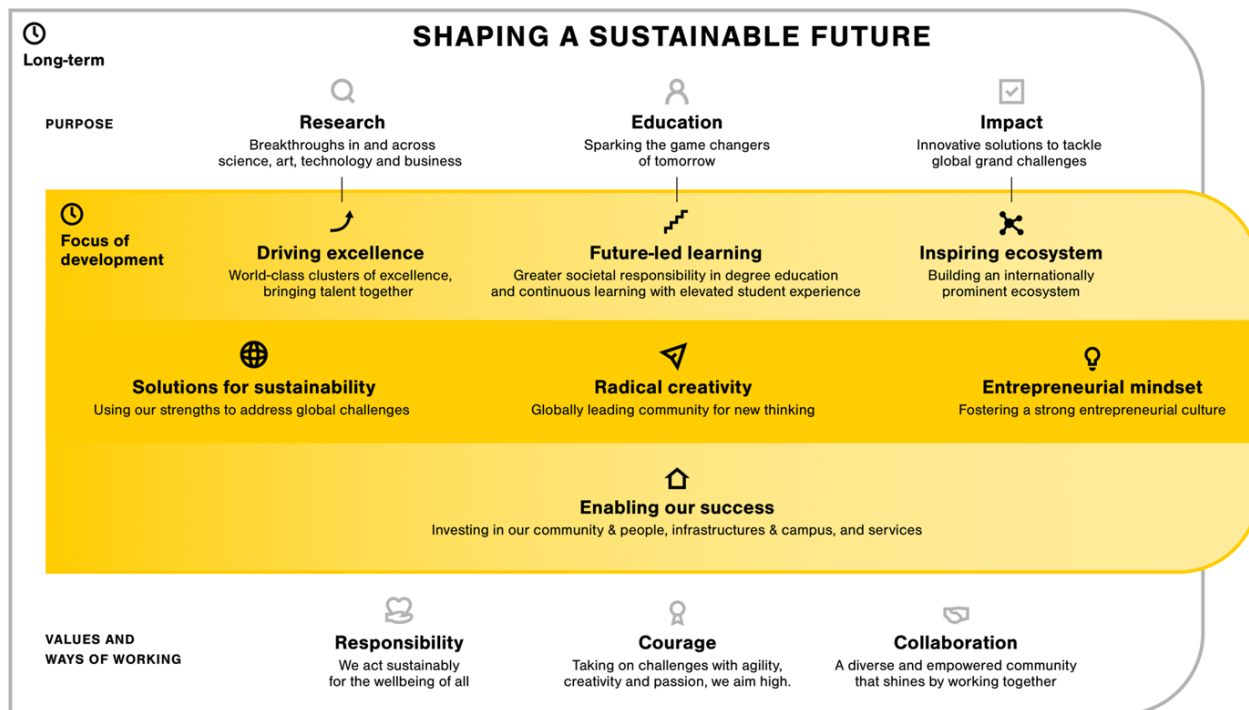 SHAPING A SUSTAINABLE FUTURE
Long-term
PURPOSE
Research
Breakthroughs in and across
science, art, technology and business
Education
Sparking the game changers
of tomorrow
Impact
Innovative solutions to tackle
global grand challenges
Focus of
development
Driving excellence
World-class clusters of excellence,
bringing talent together
Future-led learning
Greater societal responsibility in degree education
and continuous learning with elevated student experience
Inspiring ecosystem
Building an internationally
prominent ecosystem
Solutions for sustainability
Using our strengths to address global challenges
Radical creativity
Globally leading community for new thinking
Entrepreneurial mindset
Fostering a strong entrepreneurial culture
Enabling our success
Investing in our community & people, infrastructures & campus, and services
VALUES AND
WAYS OF WORKING
Responsibility
We act sustainably
for the wellbeing of all
Courage
Taking on challenges with agility,
creativity and passion, we aim high.
Collaboration
A diverse and empowered community
that shines by working together